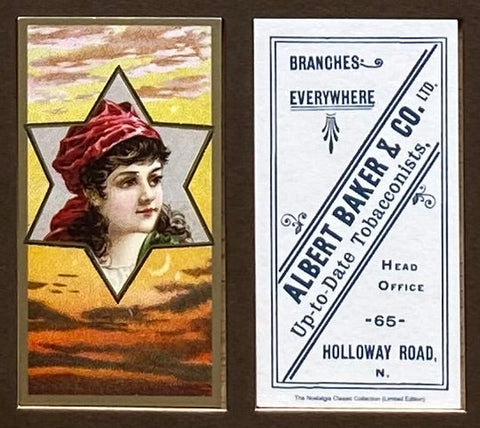 BRANCHES
EVERYWHERE
ALBERT BAKER & CO. LTD.
Up-to-Date Tobacconists,
HEAD
OFFICE
-65-
HOLLOWAY ROAD,
N.
The Nostalgia Classic Collection (Limited Edition)